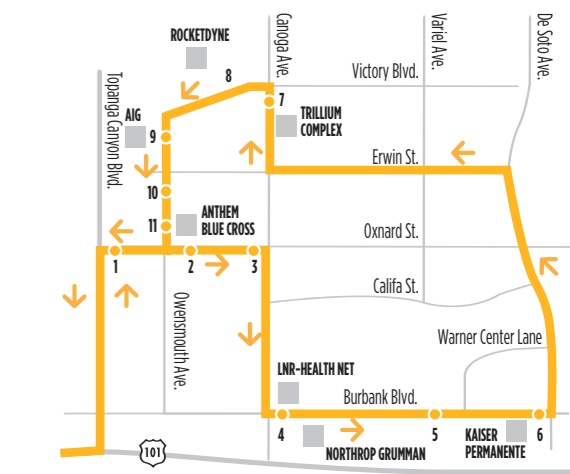 ROCKETDYNE
Canoga Ave.
Variel Ave.
De Soto Ave.
8
Victory Blvd.
Topanga Canyon Blvd.
AIG
9
7
TRILLIUM
COMPLEX
Erwin St.
10
11
ANTHEM
BLUE CROSS
Oxnard St.
1
2
3
Califa St.
Owensmouth Ave.
Warner Center Lane
LNR-HEALTH NET
Burbank Blvd.
4
5
6
KAISER
PERMANENTE
NORTHROP GRUMMAN
101